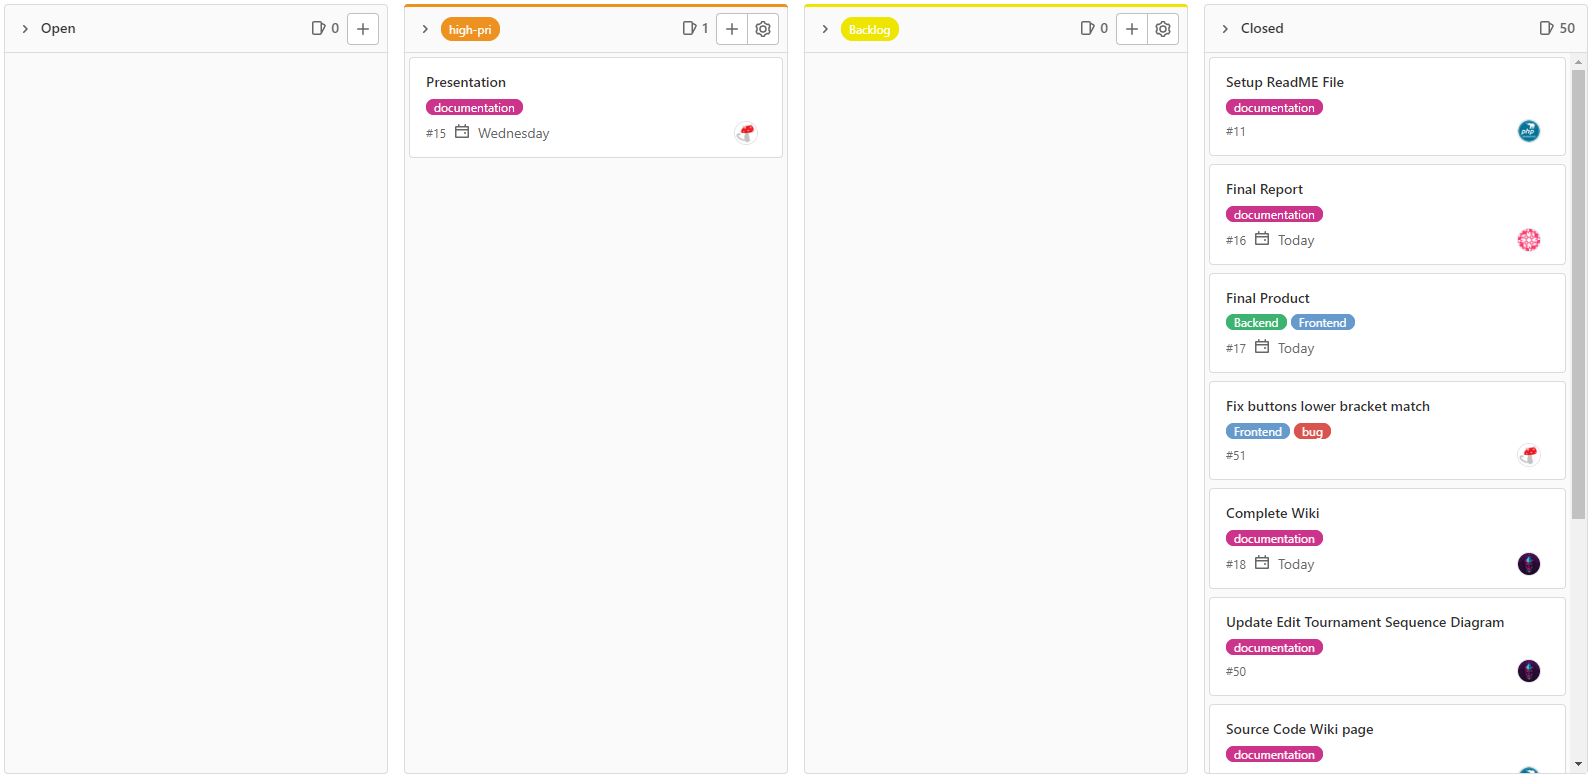 Open
0
high-pri
1
Presentation
documentation
#15 Wednesday
Backlog
0
Closed
50
Setup ReadME File
documentation
#11
php
Final Report
documentation
#16 Today
Final Product
Backend Frontend
#17 Today
Fix buttons lower bracket match
Frontend bug
#51
Complete Wiki
documentation
#18 Today
Update Edit Tournament Sequence Diagram
documentation
#50
Source Code Wiki page
documentation